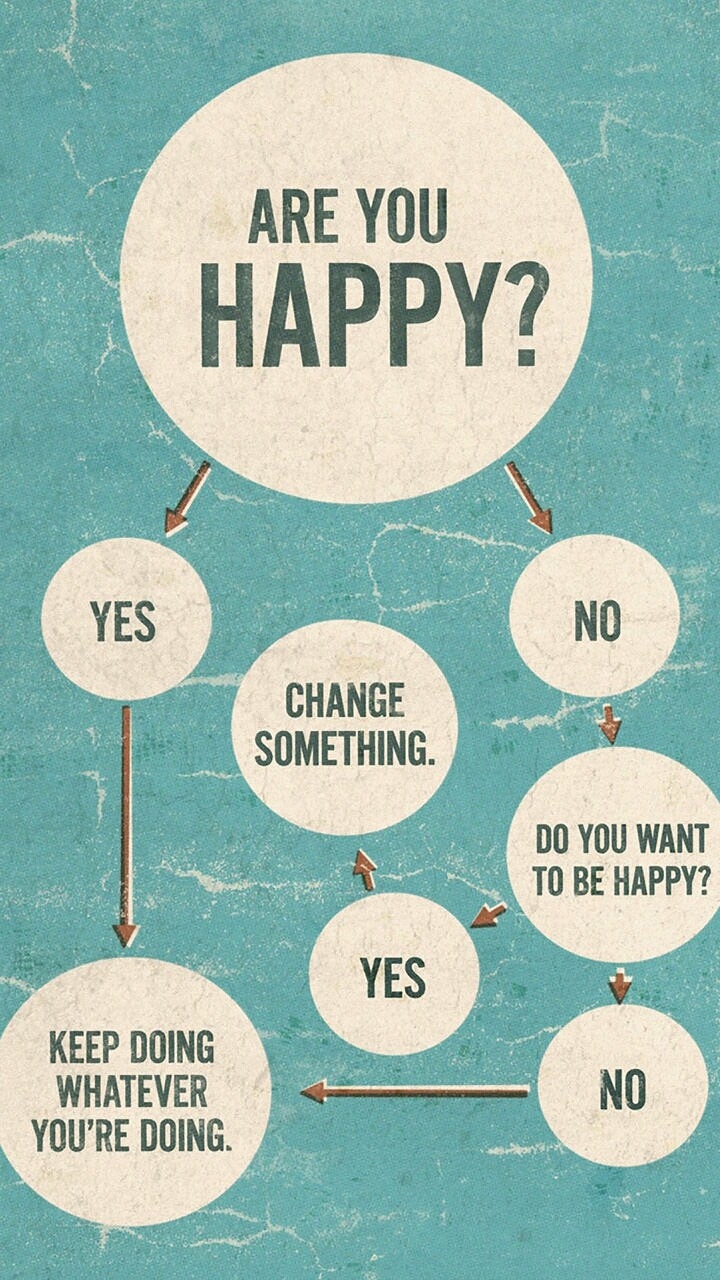 ARE YOU
HAPPY?
YES
NO
CHANGE
SOMETHING.
DO YOU WANT
TO BE HAPPY?
YES
KEEP DOING
WHATEVER
YOU'RE DOING.
NO